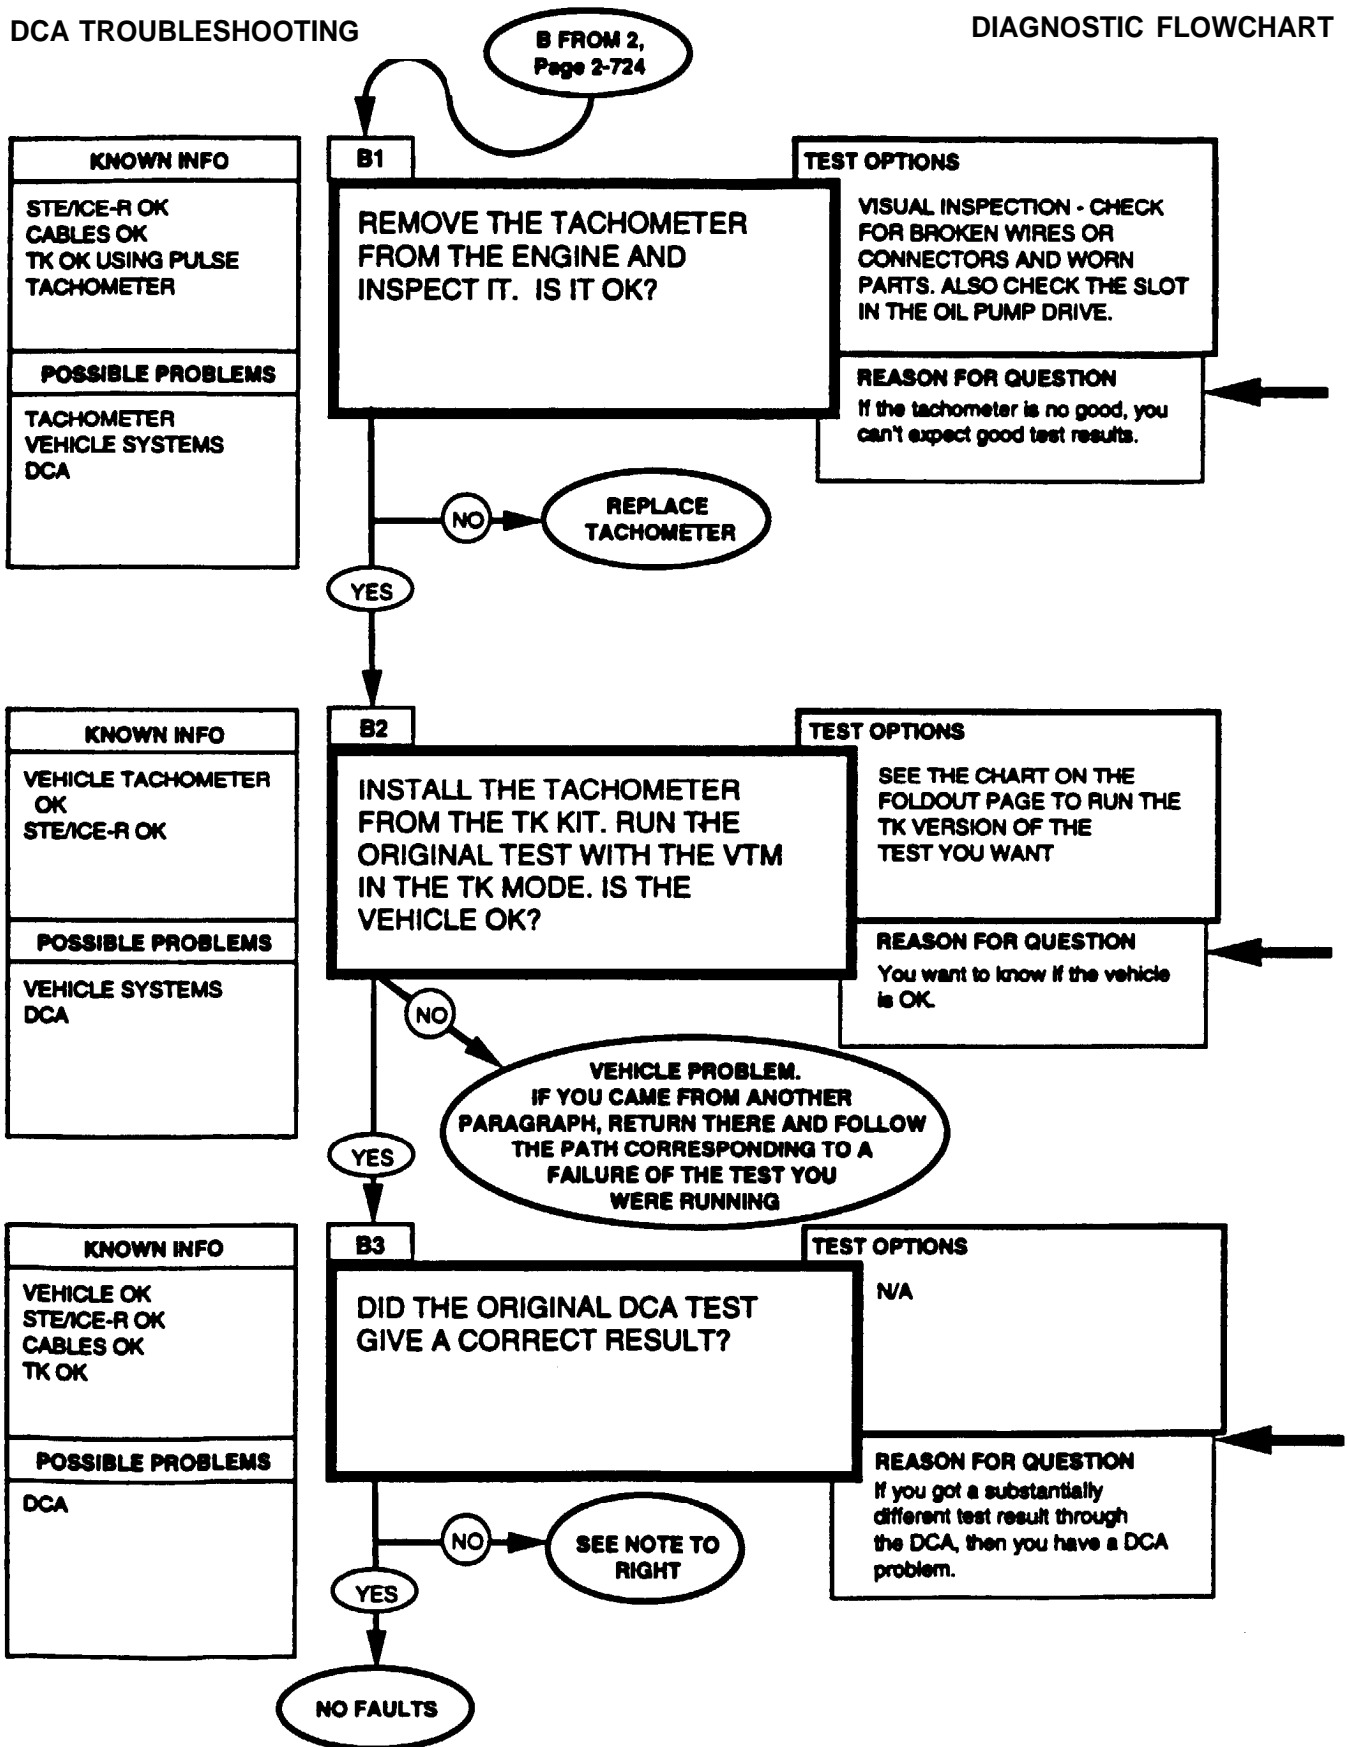 DCA TROUBLESHOOTING
DIAGNOSTIC FLOWCHART
B FROM 2,
Page 2-724
KNOWN INFO
STE/ICE-R OK
CABLES OK
TK OK USING PULSE
TACHOMETER
POSSIBLE PROBLEMS
TACHOMETER
VEHICLE SYSTEMS
DCA
B1
REMOVE THE TACHOMETER
FROM THE ENGINE AND
INSPECT IT. IS IT OK?
TEST OPTIONS
VISUAL INSPECTION - CHECK
FOR BROKEN WIRES OR
CONNECTORS AND WORN
PARTS. ALSO CHECK THE SLOT
IN THE OIL PUMP DRIVE.
REASON FOR QUESTION
If the tachometer is no good, you
can't expect good test results.
NO
REPLACE
TACHOMETER
YES
KNOWN INFO
VEHICLE TACHOMETER
OK
STE/ICE-R OK
POSSIBLE PROBLEMS
VEHICLE SYSTEMS
DCA
B2
INSTALL THE TACHOMETER
FROM THE TK KIT. RUN THE
ORIGINAL TEST WITH THE VTM
IN THE TK MODE. IS THE
VEHICLE OK?
TEST OPTIONS
SEE THE CHART ON THE
FOLDOUT PAGE TO RUN THE
TK VERSION OF THE
TEST YOU WANT
REASON FOR QUESTION
You want to know if the vehicle
is OK.
NO
VEHICLE PROBLEM.
IF YOU CAME FROM ANOTHER
PARAGRAPH, RETURN THERE AND FOLLOW
THE PATH CORRESPONDING TO A
FAILURE OF THE TEST YOU
WERE RUNNING
YES
KNOWN INFO
VEHICLE OK
STE/ICE-R OK
CABLES OK
TK OK
POSSIBLE PROBLEMS
DCA
B3
DID THE ORIGINAL DCA TEST
GIVE A CORRECT RESULT?
TEST OPTIONS
N/A
REASON FOR QUESTION
If you got a substantially
different test result through
the DCA, then you have a DCA
problem.
NO
SEE NOTE TO
RIGHT
YES
NO FAULTS